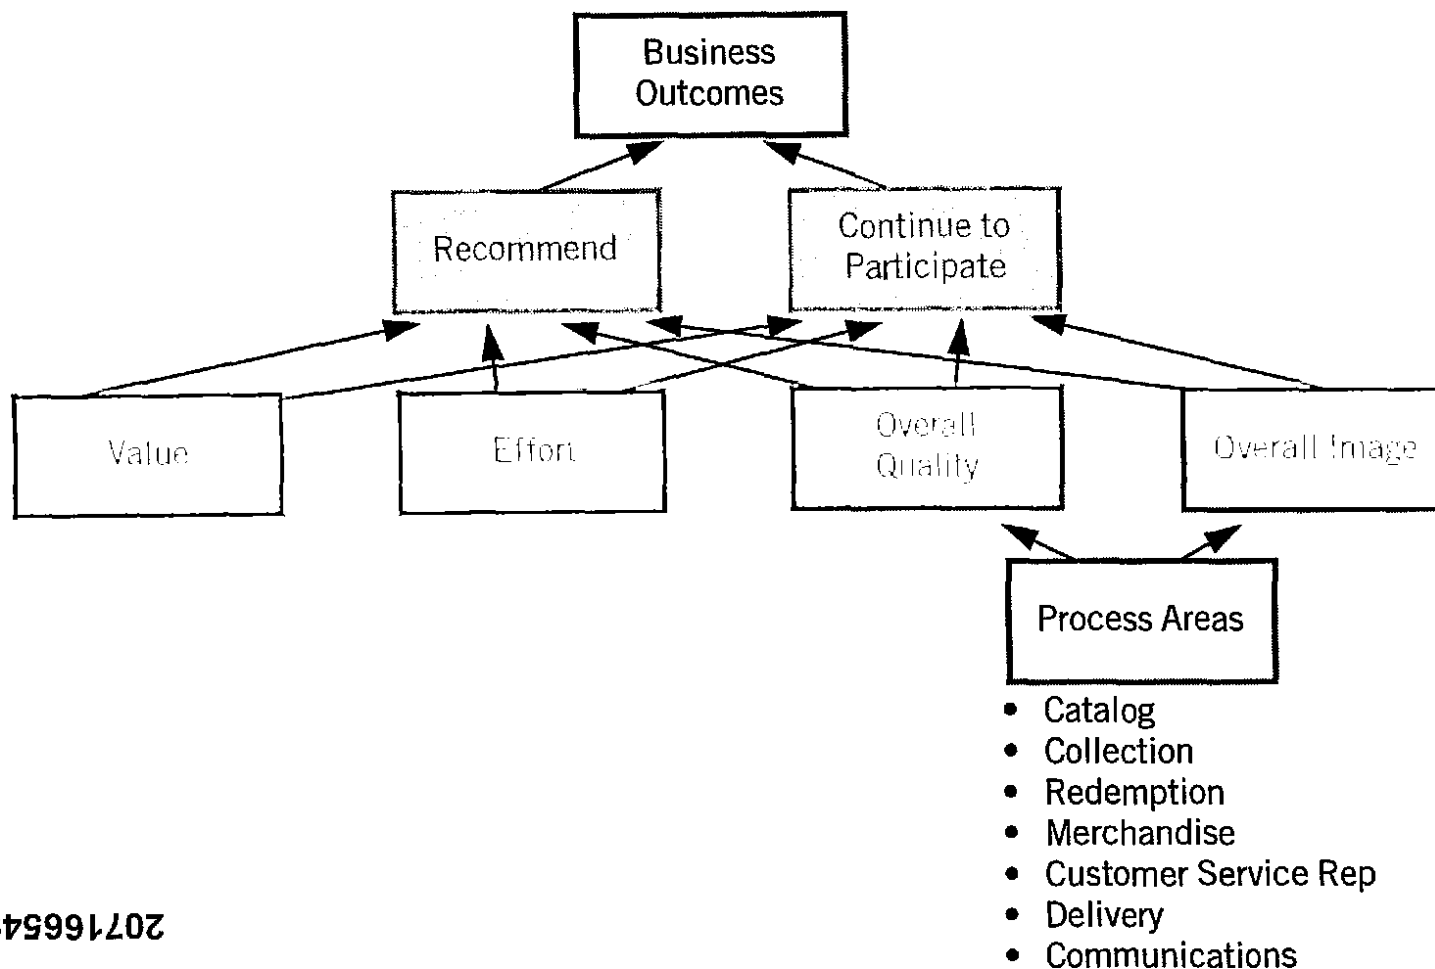 Business
Outcomes
Recommend
Continue to
Participate
Value
Effort
Overall
Quality
Overall Image
Process Areas
• Catalog
• Collection
• Redemption
• Merchandise
• Customer Service Rep
• Delivery
• Communications
20716654